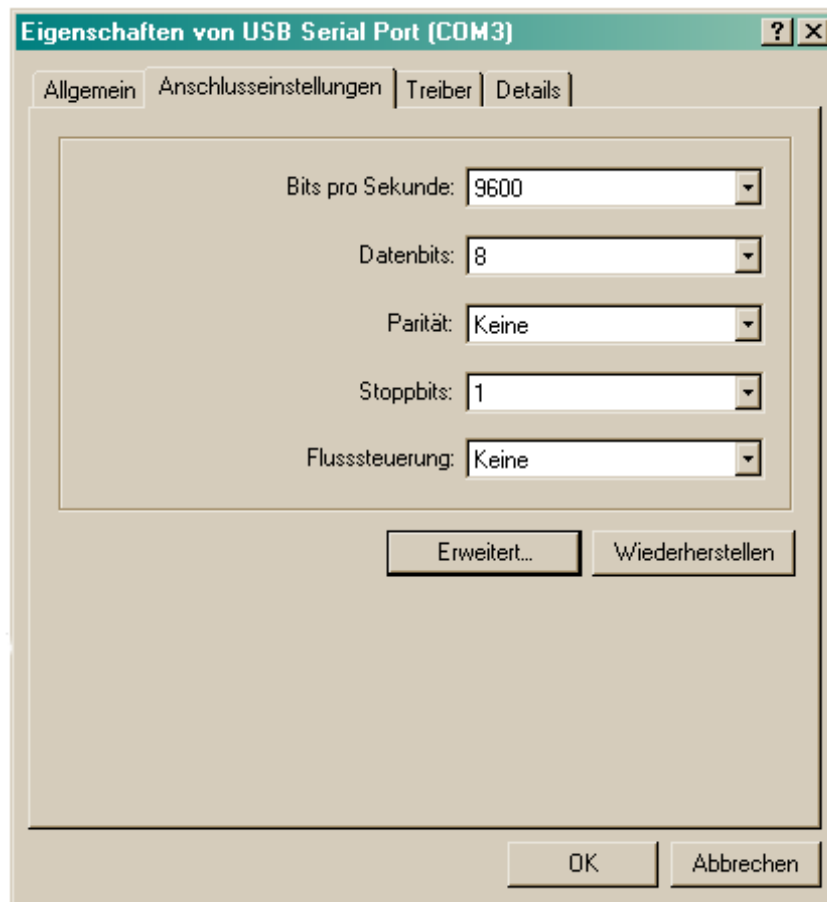 Eigenschaften von USB Serial Port (COM3)
Allgemein Anschlusseinstellungen Treiber Details
Bits pro Sekunde: 9600
Datenbits: 8
Parität: Keine
Stoppbits: 1
Flusssteuerung: Keine
Erweitert... Wiederherstellen
OK Abbrechen